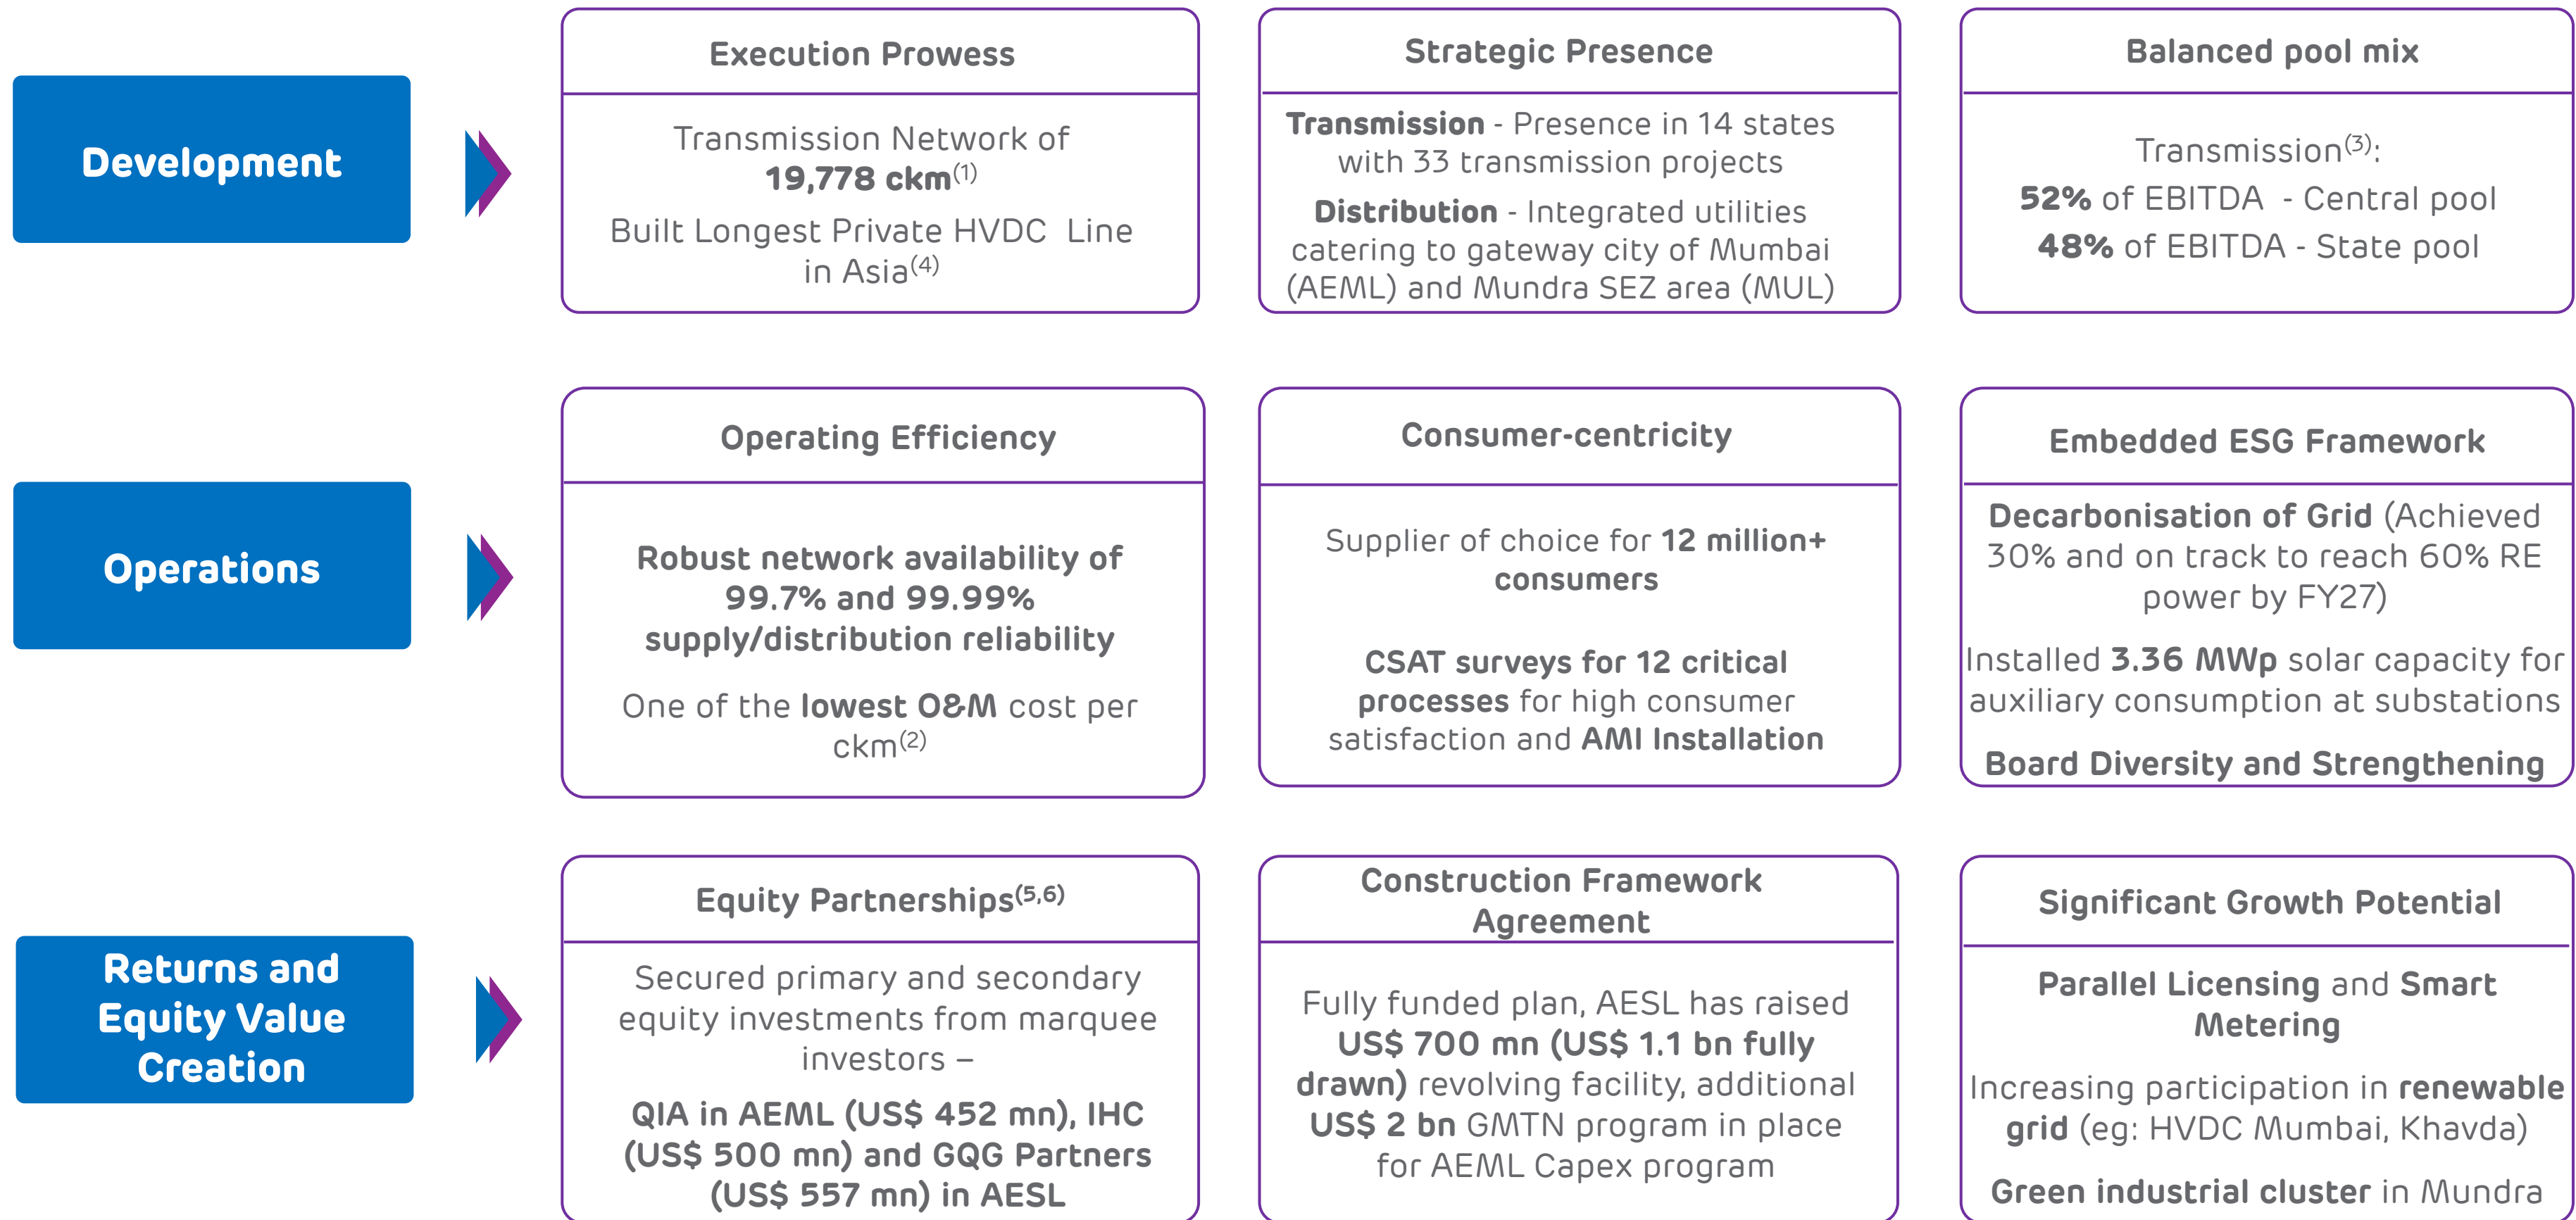 Development
Execution Prowess
Transmission Network of
19,778 ckm(1)
Built Longest Private HVDC Line
in Asia(4)
Strategic Presence
Transmission - Presence in 14 states
with 33 transmission projects
Distribution - Integrated utilities
catering to gateway city of Mumbai
(AEML) and Mundra SEZ area (MUL)
Balanced pool mix
Transmission(3):
52% of EBITDA - Central pool
48% of EBITDA - State pool
Operations
Operating Efficiency
Robust network availability of
99.7% and 99.99%
supply/distribution reliability
One of the lowest O&M cost per
ckm(2)
Consumer-centricity
Supplier of choice for 12 million+
consumers
CSAT surveys for 12 critical
processes for high consumer
satisfaction and AMI Installation
Embedded ESG Framework
Decarbonisation of Grid (Achieved
30% and on track to reach 60% RE
power by FY27)
Installed 3.36 MWp solar capacity for
auxiliary consumption at substations
Board Diversity and Strengthening
Returns and
Equity Value
Creation
Equity Partnerships(5,6)
Secured primary and secondary
equity investments from marquee
investors –
QIA in AEML (US$ 452 mn), IHC
(US$ 500 mn) and GQG Partners
(US$ 557 mn) in AESL
Construction Framework
Agreement
Fully funded plan, AESL has raised
US$ 700 mn (US$ 1.1 bn fully
drawn) revolving facility, additional
US$ 2 bn GMTN program in place
for AEML Capex program
Significant Growth Potential
Parallel Licensing and Smart
Metering
Increasing participation in renewable
grid (eg: HVDC Mumbai, Khavda)
Green industrial cluster in Mundra